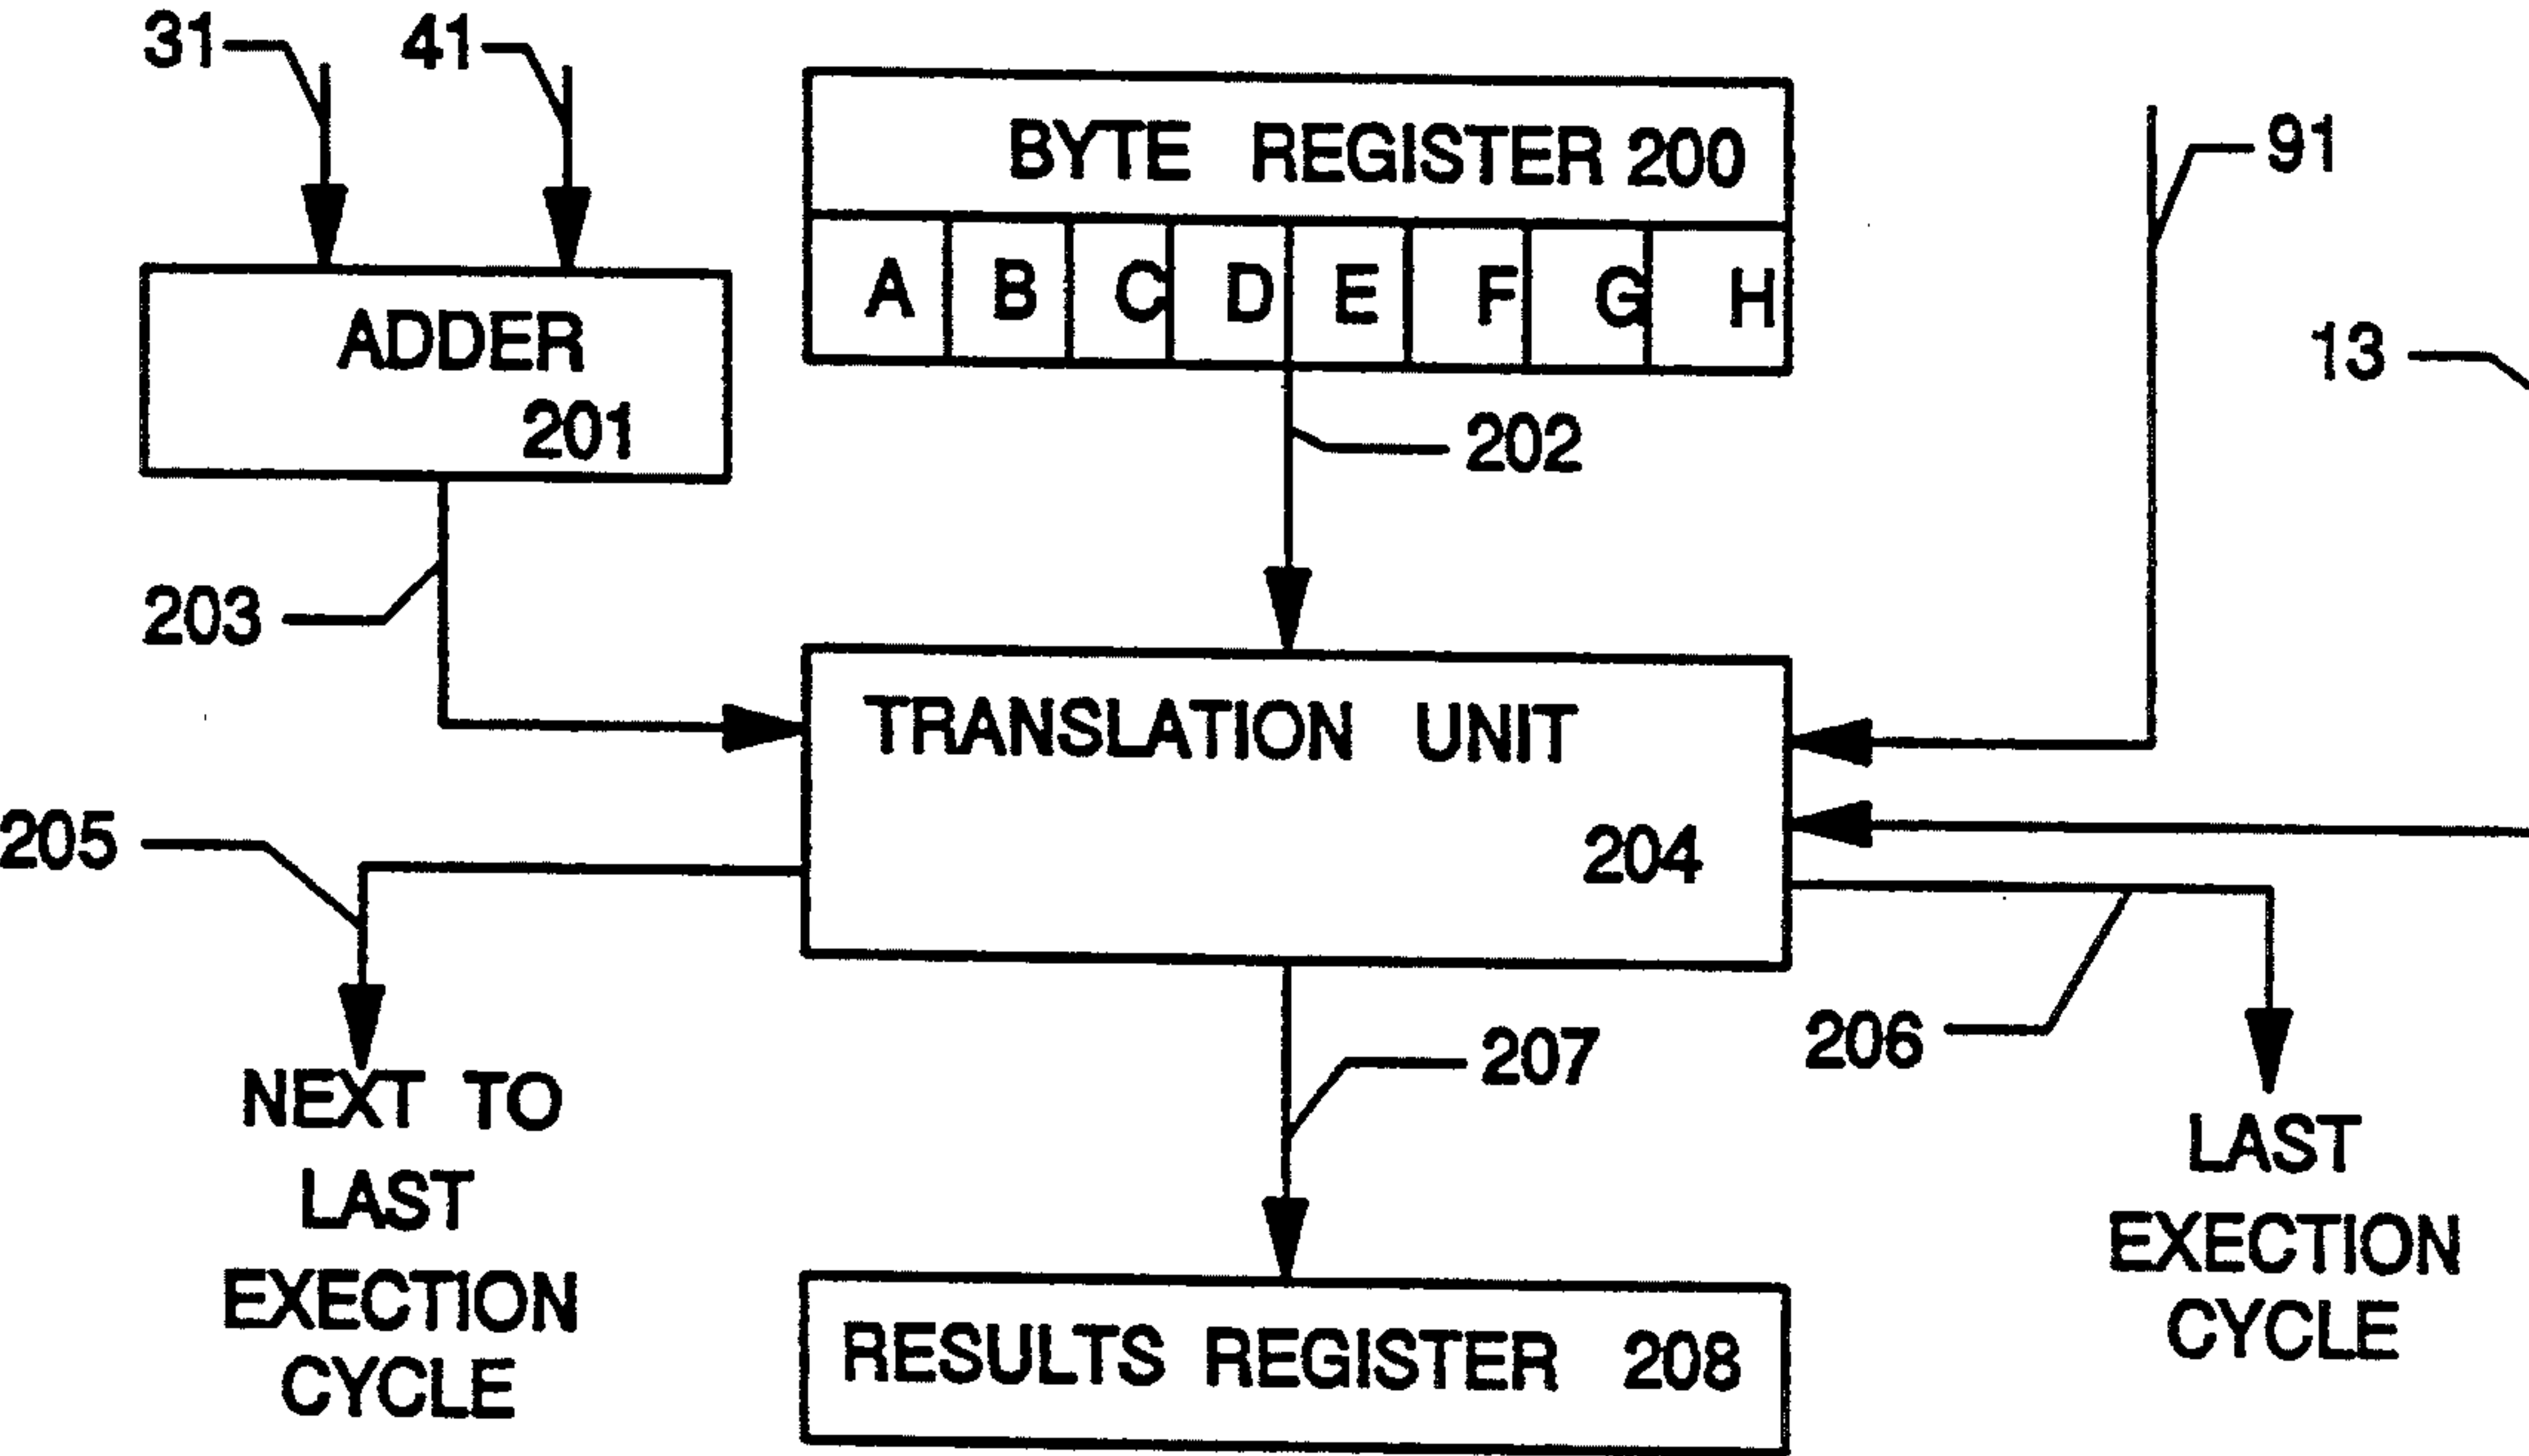 31
41
BYTE REGISTER 200
91
A B C D E F G H
13
ADDER
201
202
203
TRANSLATION UNIT
204
205
206
207
NEXT TO
LAST
EXECTION
CYCLE
LAST
EXECTION
CYCLE
RESULTS REGISTER 208